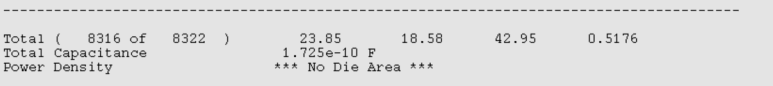 --------------------------------------------------------------------------------
Total ( 8316 of 8322 ) 23.85 18.58 42.95 0.5176
Total Capacitance 1.725e-10 F
Power Density *** No Die Area ***